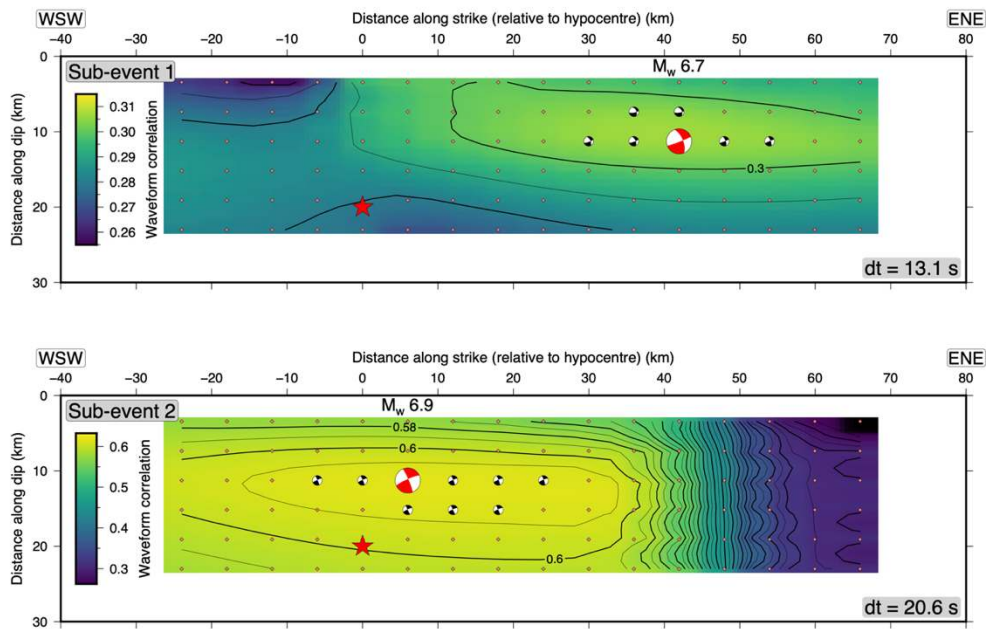 WSW
Distance along strike (relative to hypocentre) (km)
ENE
−40 −30 −20 −10 0 10 20 30 40 50 60 70 80
Sub-event 1
Mw 6.7
Distance along dip (km)
0
10
20
30
0.31
0.30
0.29
0.28
0.27
0.26
Waveform correlation
0.3
dt = 13.1 s
WSW
Distance along strike (relative to hypocentre) (km)
ENE
−40 −30 −20 −10 0 10 20 30 40 50 60 70 80
Sub-event 2
Mw 6.9
Distance along dip (km)
0
10
20
30
0.6
0.5
0.4
0.3
Waveform correlation
0.58
0.6
0.6
dt = 20.6 s